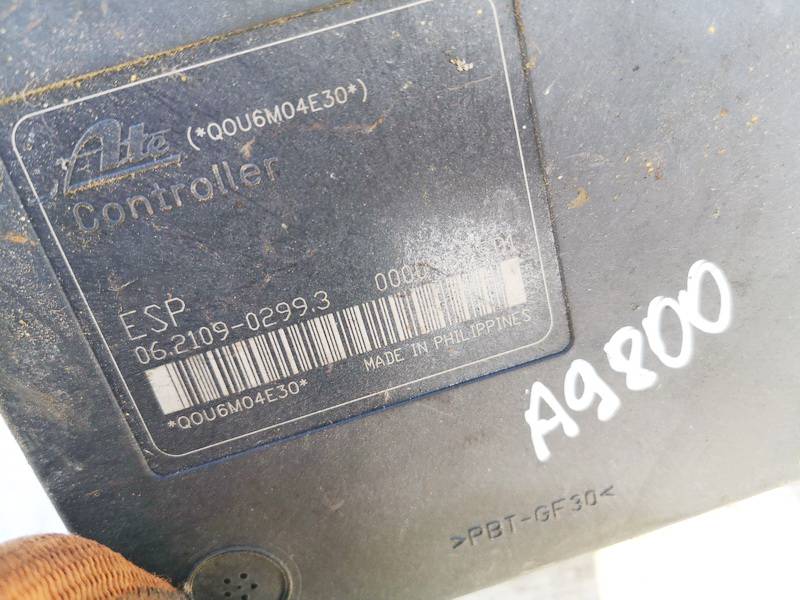 Ate (*QOU6M04E30*)
Controller
ESP
06.2109-0299.3
MADE IN PHILIPPINES
*QOU6M04E30*
A9800
>PBT-GF30<